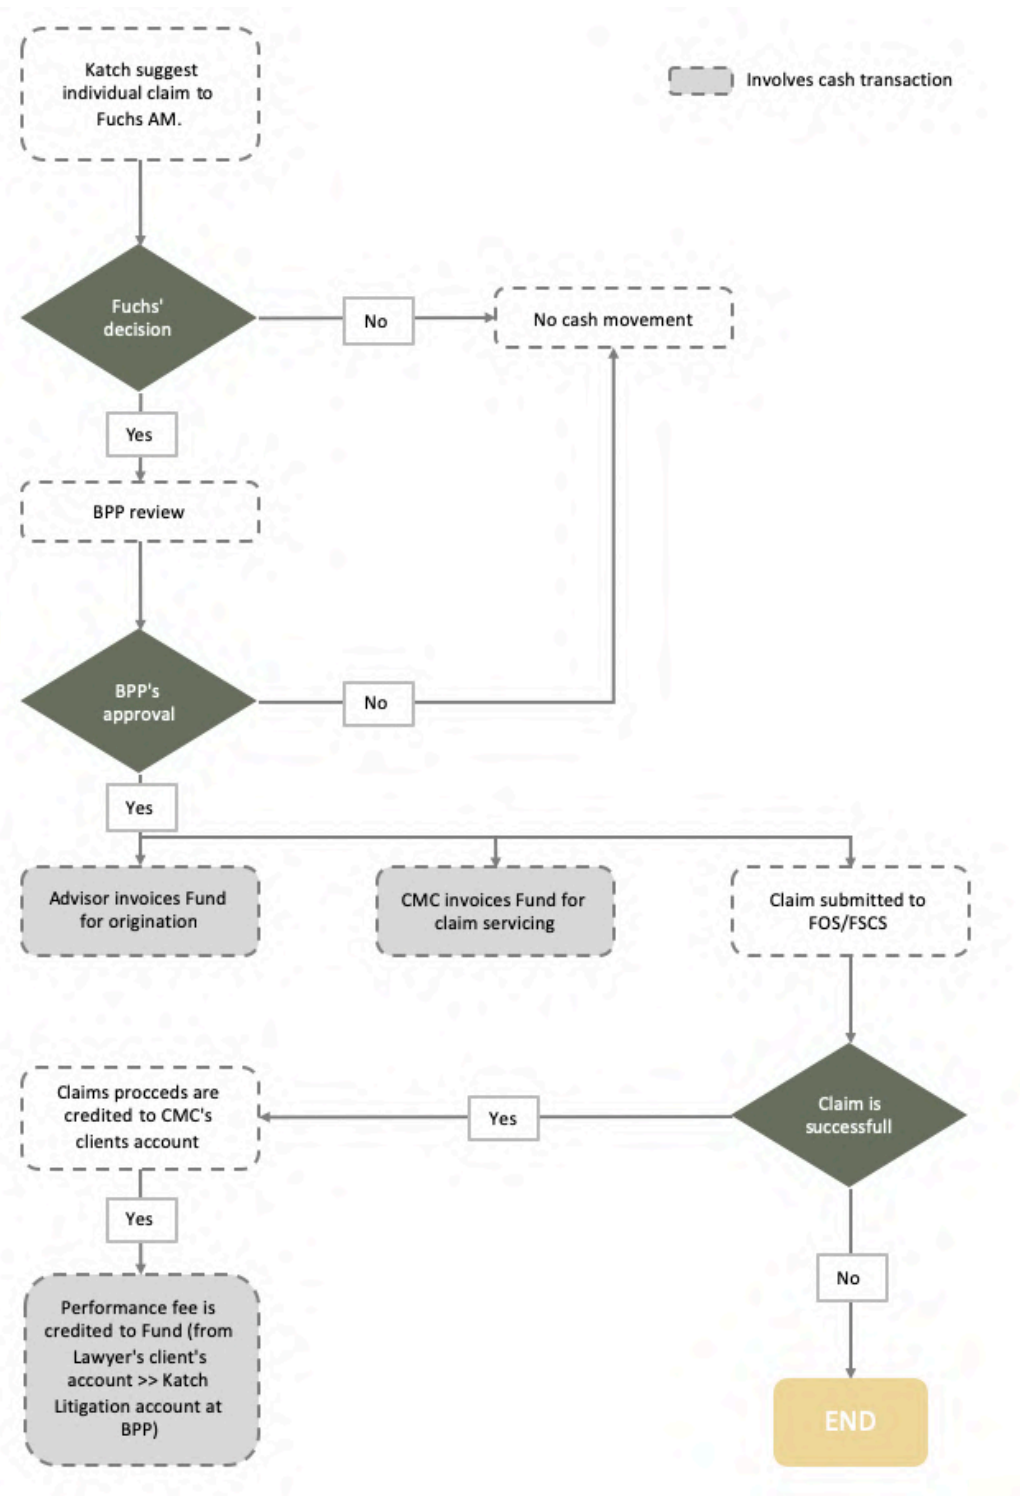 Katch suggest
individual claim to
Fuchs AM.
Involves cash transaction
Fuchs'
decision
No
No cash movement
Yes
BPP review
BPP's
approval
No
Yes
Advisor invoices Fund
for origination
CMC invoices Fund for
claim servicing
Claim submitted to
FOS/FSCS
Claims procceds are
credited to CMC's
clients account
Yes
Claim is
successfull
Yes
No
Performance fee is
credited to Fund (from
Lawyer's client's
account >> Katch
Litigation account at
BPP)
END